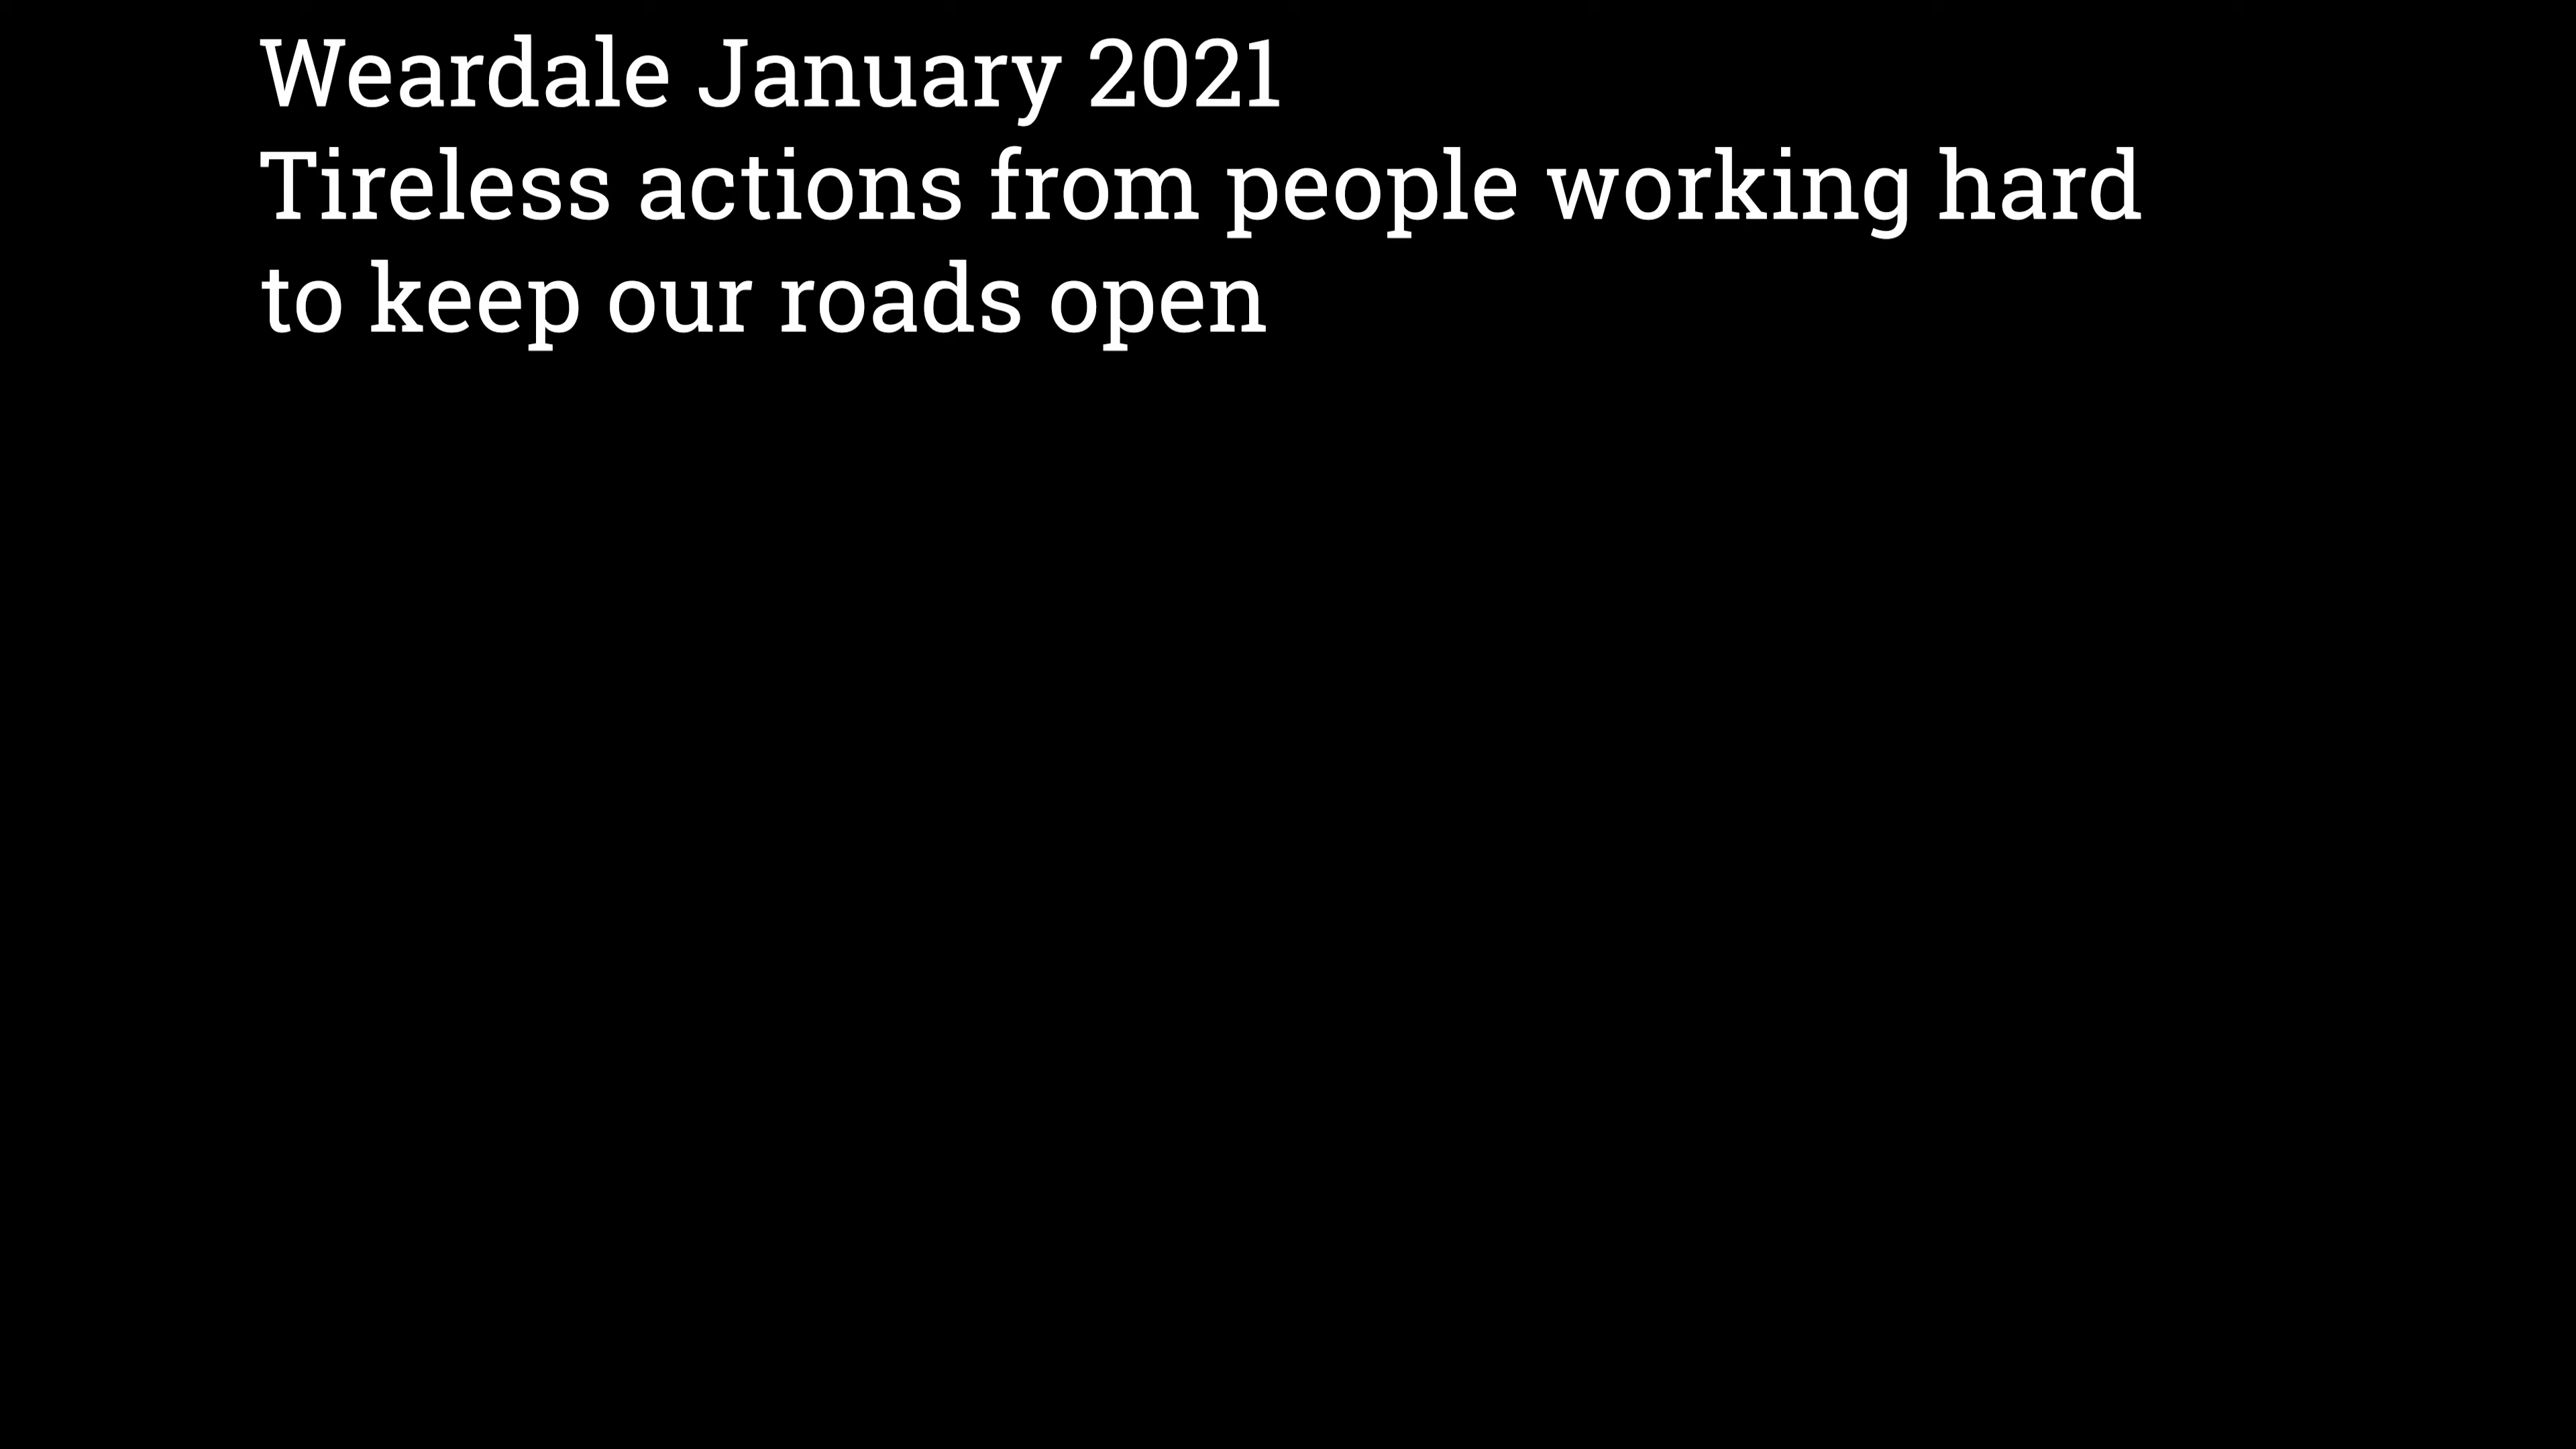 Weardale January 2021
Tireless actions from people working hard
to keep our roads open